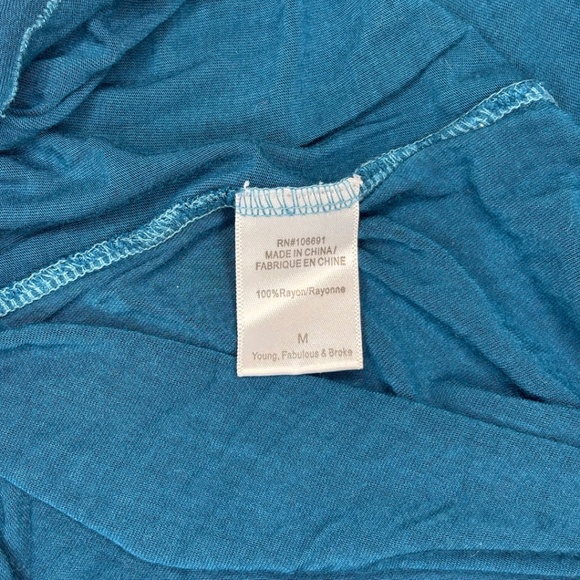 RN#106691
MADE IN CHINA/
FABRIQUE EN CHINE
100%Rayon/Rayonne
M
Young, Fabulous & Broke